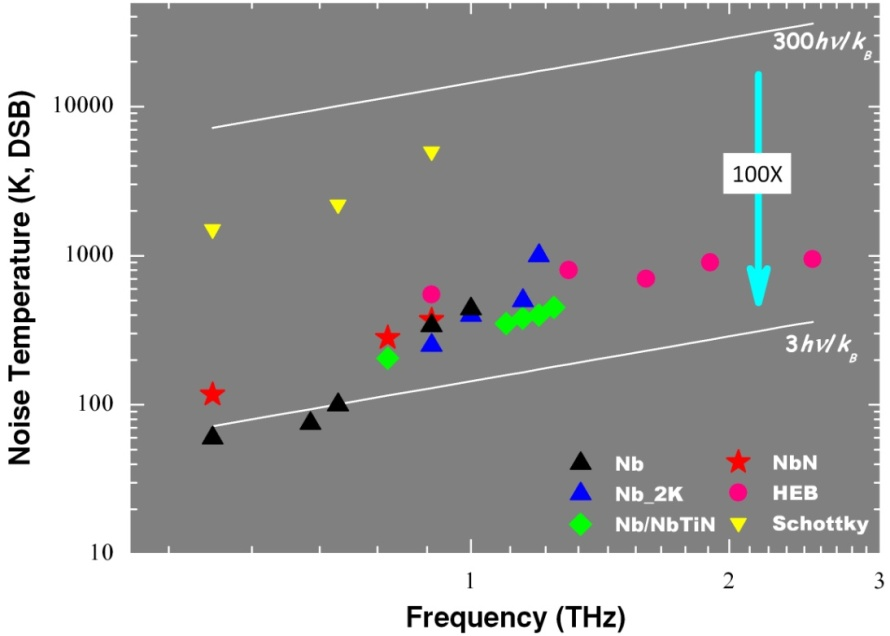 Noise Temperature (K, DSB)
10000
1000
100
10
300hν/k_B
100X
3hν/k_B
Nb
NbN
Nb_2K
HEB
Nb/NbTiN
Schottky
1
2
3
Frequency (THz)